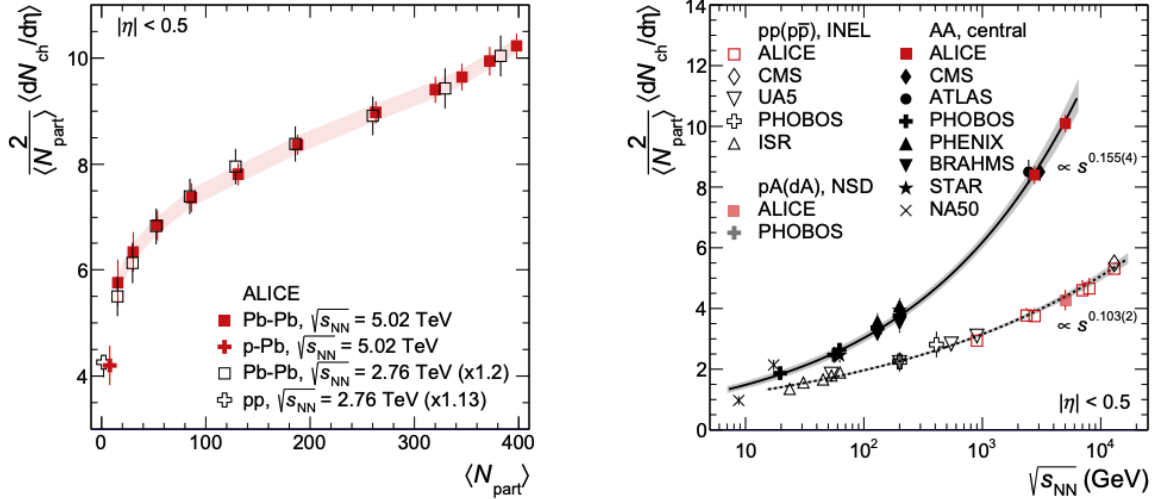 |η| < 0.5
2/⟨N_part⟩ ⟨dN_ch/dη⟩
10
8
6
4
ALICE
Pb-Pb, √s_NN = 5.02 TeV
p-Pb, √s_NN = 5.02 TeV
Pb-Pb, √s_NN = 2.76 TeV (x1.2)
pp, √s_NN = 2.76 TeV (x1.13)
0 100 200 300 400
⟨N_part⟩
2/⟨N_part⟩ ⟨dN_ch/dη⟩
14
12
10
8
6
4
2
0
pp(pp̅), INEL
ALICE
CMS
UA5
PHOBOS
ISR
pA(dA), NSD
ALICE
PHOBOS
AA, central
ALICE
CMS
ATLAS
PHOBOS
PHENIX
BRAHMS
STAR
NA50
∝ s^0.155(4)
∝ s^0.103(2)
|η| < 0.5
10 10² 10³ 10⁴
√s_NN (GeV)